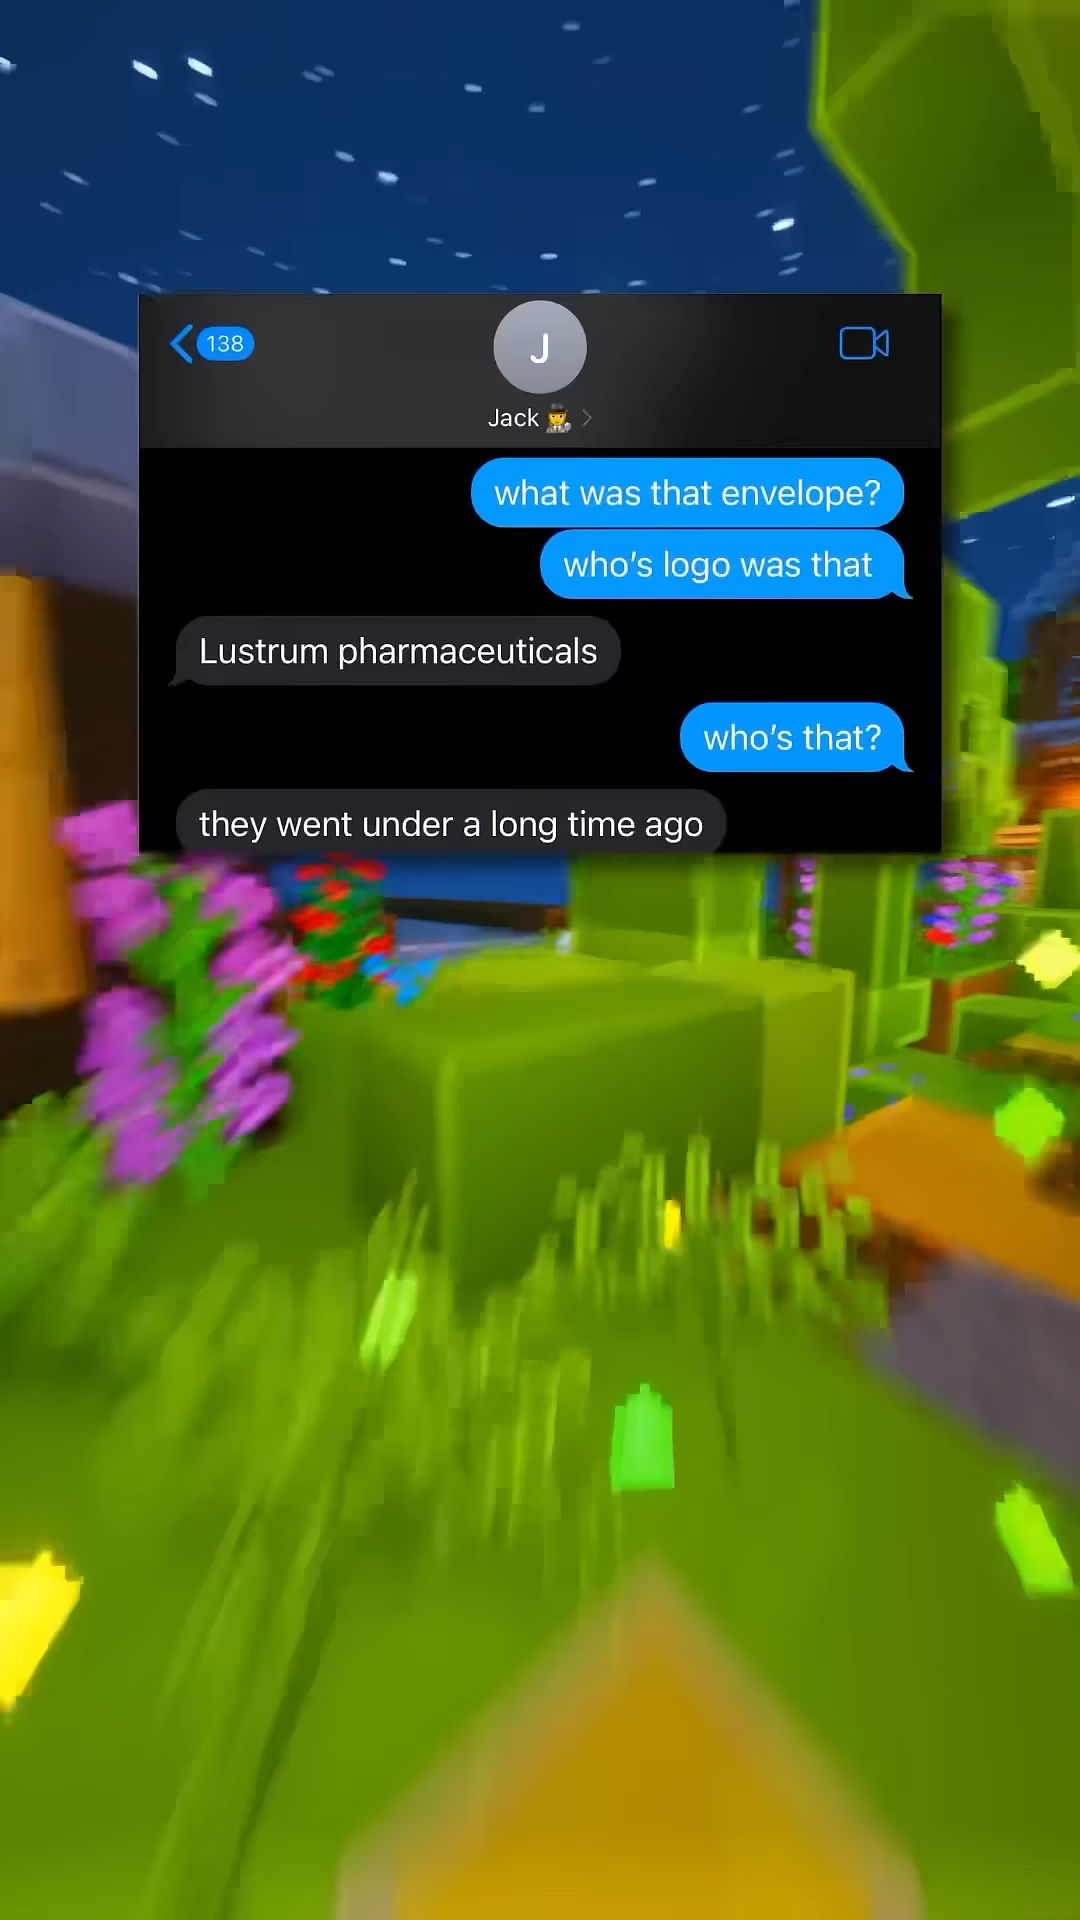 138
J
Jack 🕵️
what was that envelope?
who’s logo was that
Lustrum pharmaceuticals
who’s that?
they went under a long time ago